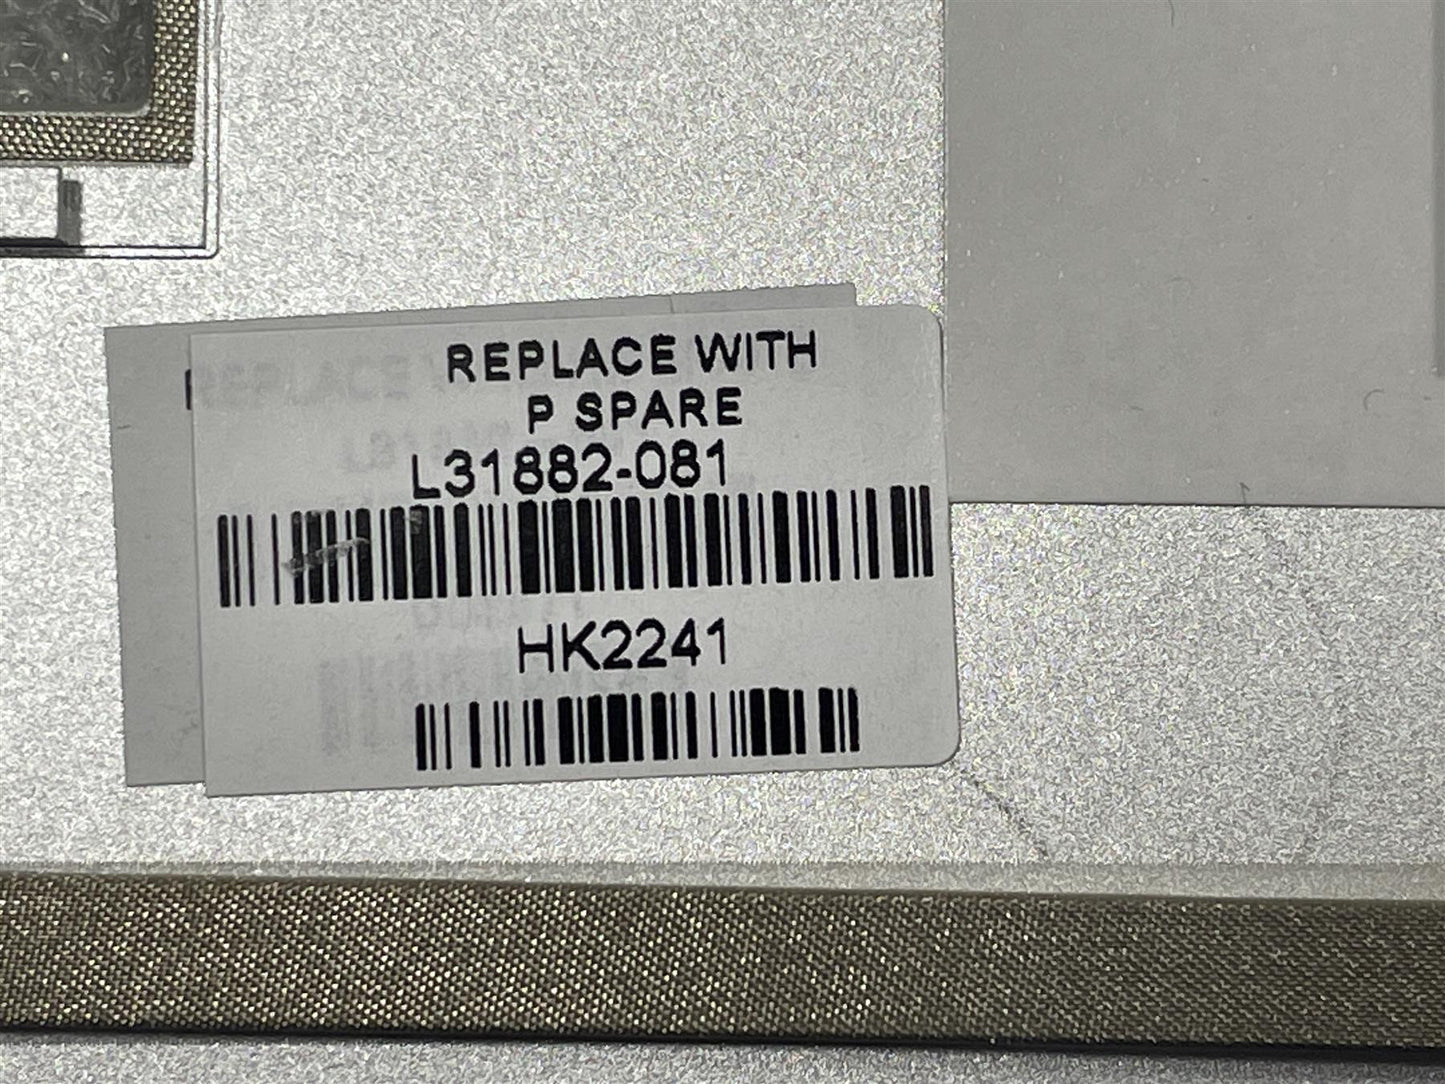 REPLACE WITH
P SPARE
L31882-081
HK2241